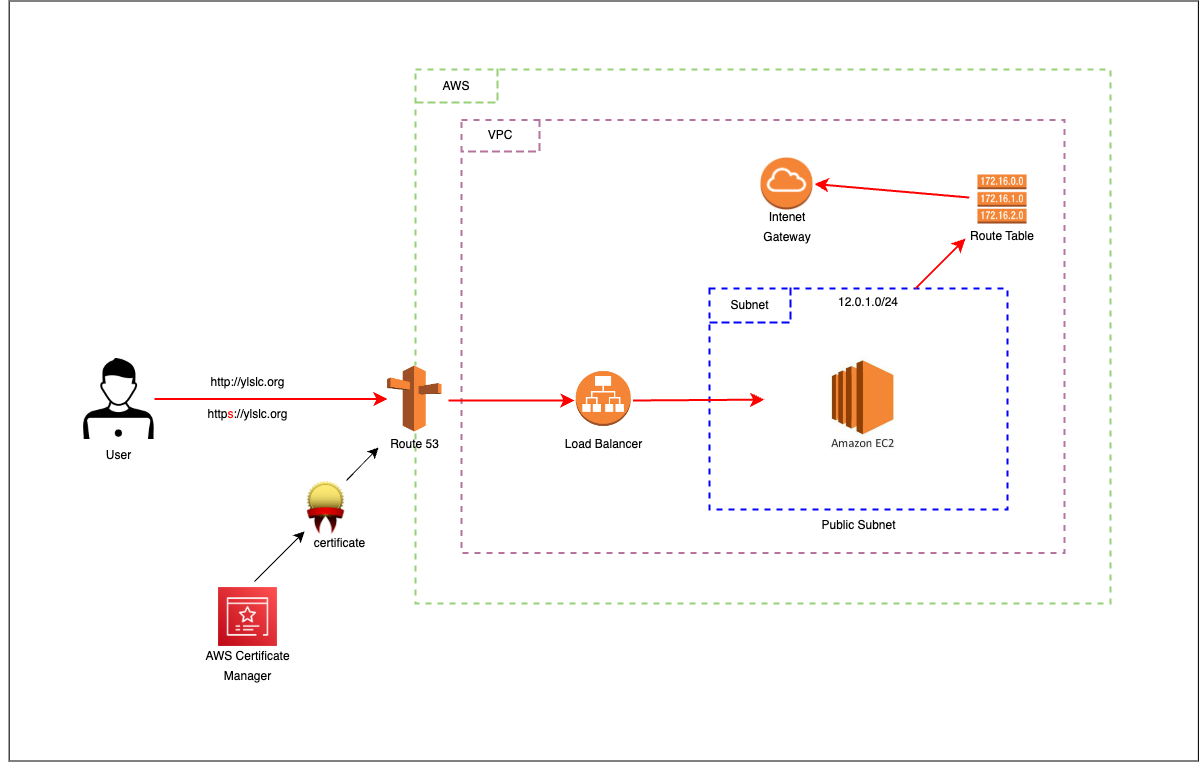 AWS
VPC
172.16.0.0
172.16.1.0
172.16.2.0
Intenet
Gateway
Route Table
Subnet
12.0.1.0/24
http://ylslc.org
https://ylslc.org
User
Route 53
Load Balancer
Amazon EC2
Public Subnet
certificate
AWS Certificate
Manager